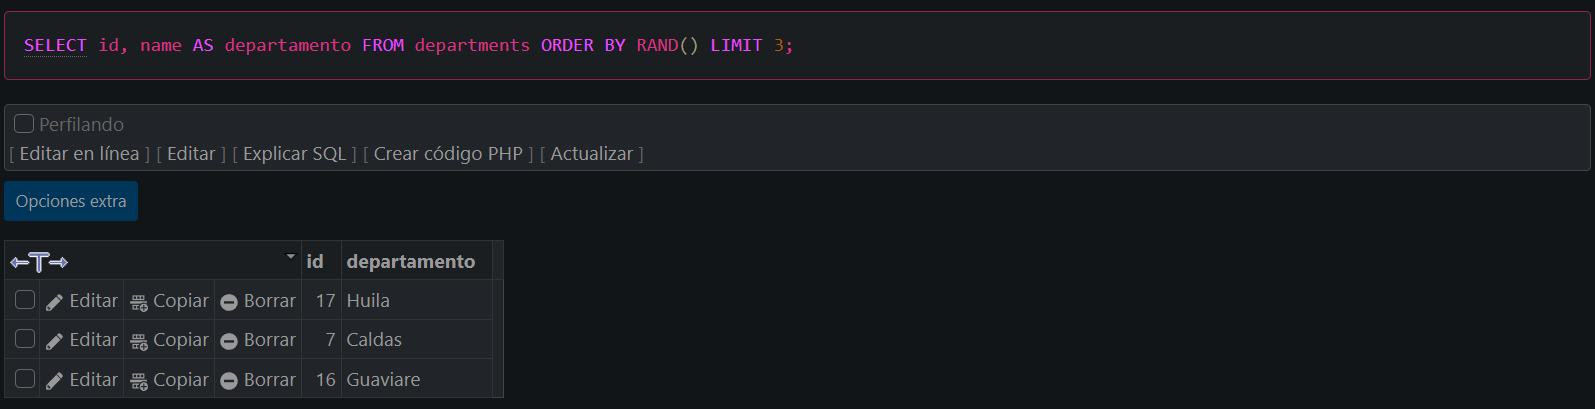 SELECT id, name AS departamento FROM departments ORDER BY RAND() LIMIT 3;
Perfilando
[ Editar en línea ] [ Editar ] [ Explicar SQL ] [ Crear código PHP ] [ Actualizar ]
Opciones extra
id departamento
Editar Copiar Borrar 17 Huila
Editar Copiar Borrar 7 Caldas
Editar Copiar Borrar 16 Guaviare